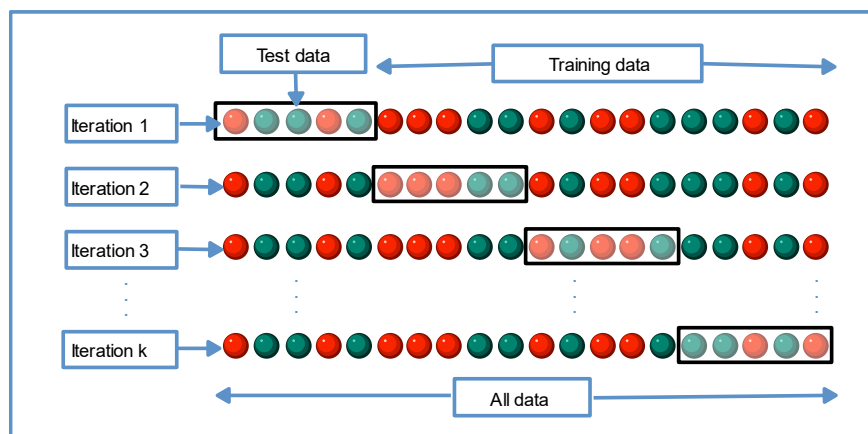 Test data
Training data
Iteration 1
Iteration 2
Iteration 3
Iteration k
All data